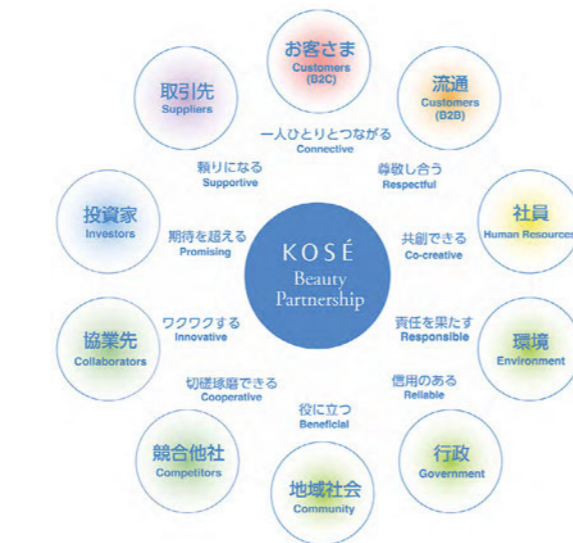 お客さま
Customers
(B2C)
取引先
Suppliers
流通
Customers
(B2B)
一人ひとりとつながる
Connective
頼りになる
Supportive
尊敬し合う
Respectful
投資家
Investors
社員
Human Resources
期待を超える
Promising
共創できる
Co-creative
KOSÉ
Beauty
Partnership
協業先
Collaborators
ワクワクする
Innovative
責任を果たす
Responsible
環境
Environment
切磋琢磨できる
Cooperative
役に立つ
Beneficial
信用のある
Reliable
競合他社
Competitors
地域社会
Community
行政
Government